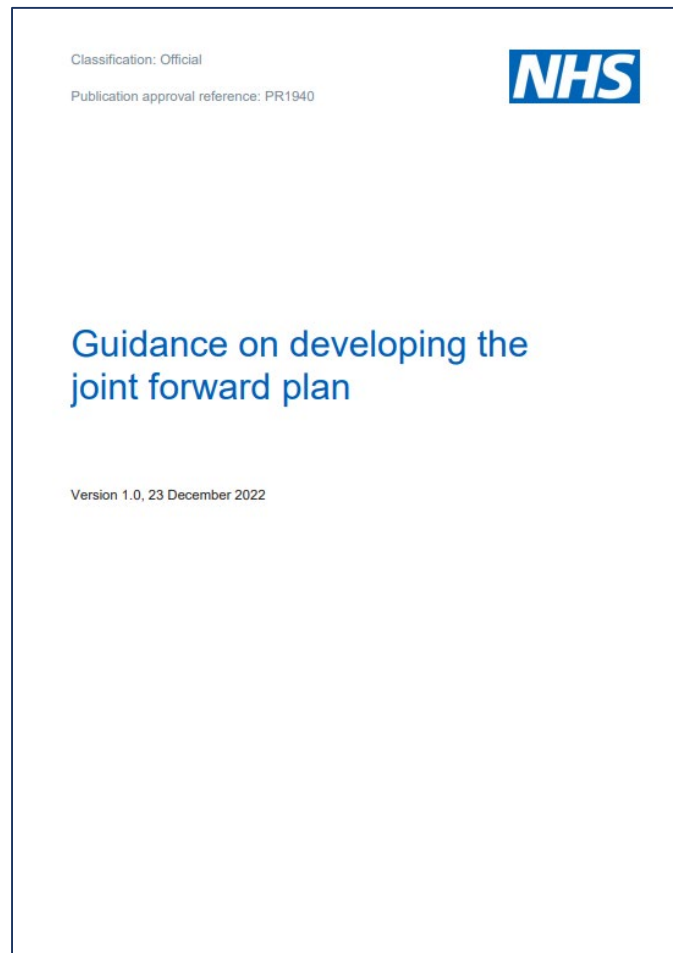 Classification: Official
NHS
Publication approval reference: PR1940
Guidance on developing the
joint forward plan
Version 1.0, 23 December 2022